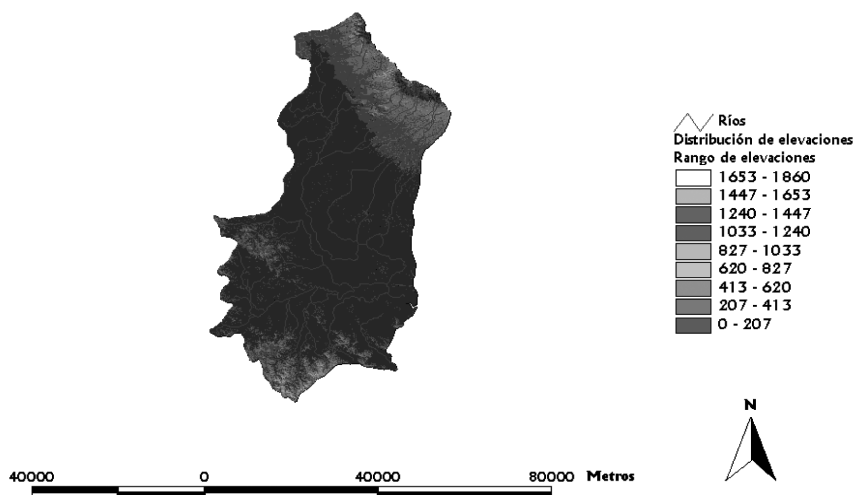 Ríos
Distribución de elevaciones
Rango de elevaciones
1653 - 1860
1447 - 1653
1240 - 1447
1033 - 1240
827 - 1033
620 - 827
413 - 620
207 - 413
0 - 207
N
40000 0 40000 80000 Metros